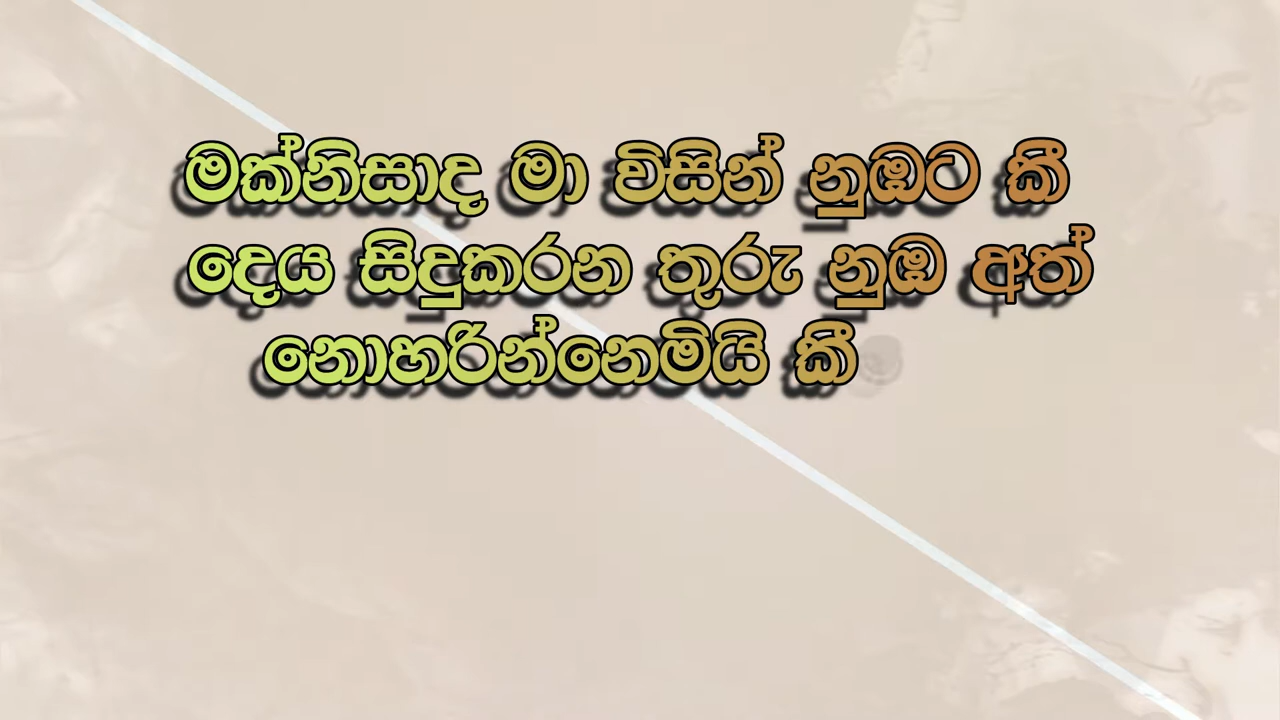 මක්නිසාද මා විසින් නුඹට කී
දෙය සිදුකරන තුරු නුඹ අත්
නොහරින්නෙමියි කී